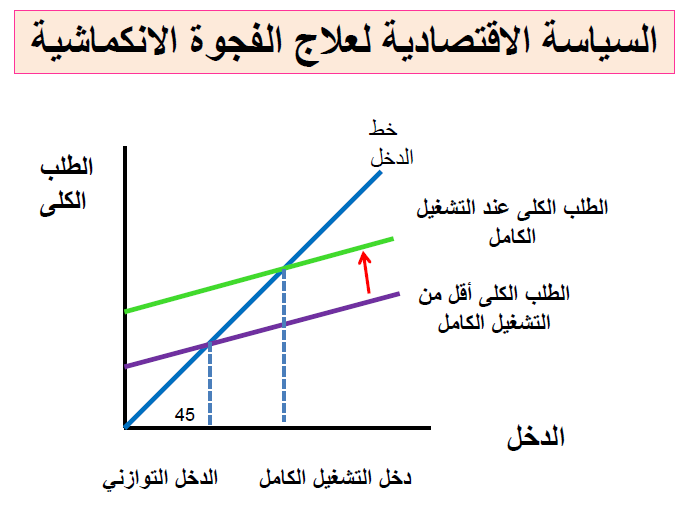 السياسة الاقتصادية لعلاج الفجوة الانكماشية
خط
الدخل
الطلب
الكلى
الطلب الكلى عند التشغيل
الكامل
الطلب الكلى أقل من
التشغيل الكامل
45
الدخل
دخل التشغيل الكامل
الدخل التوازني